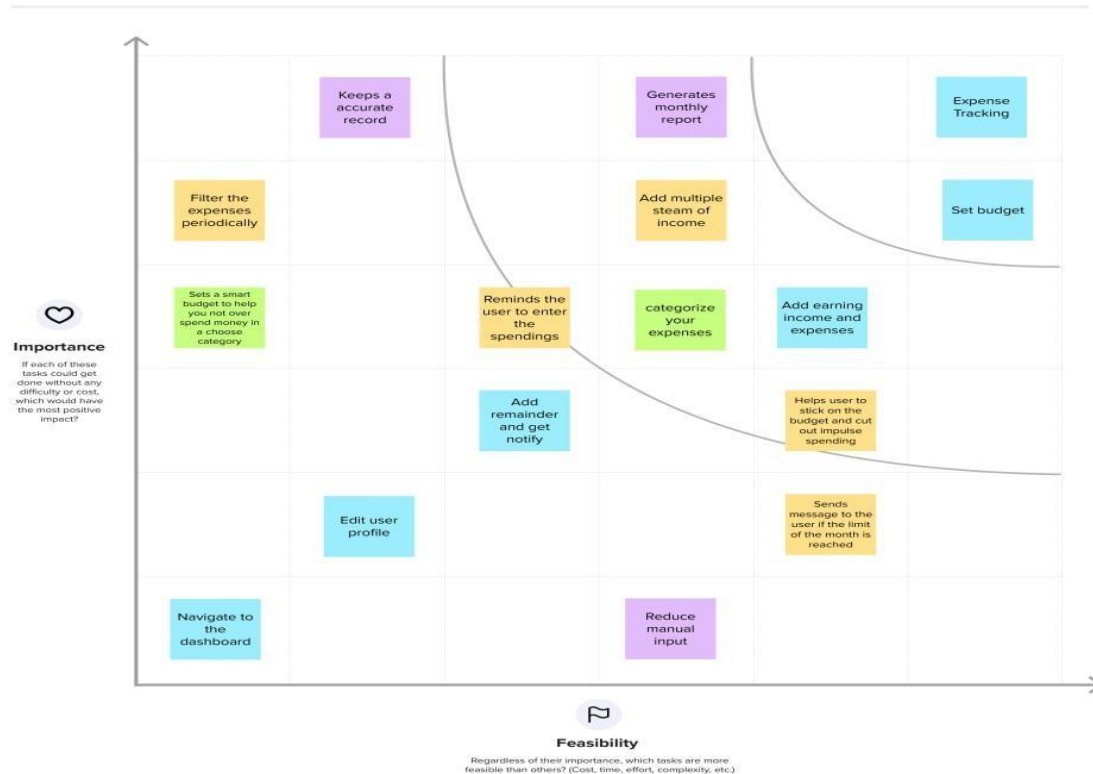 Keeps a
accurate
record
Generates
monthly
report
Expense
Tracking
Filter the
expenses
periodically
Add multiple
steam of
income
Set budget
Sets a smart
budget to help
you not over
spend money in
a choose
category
Reminds the
user to enter
the
spendings
categorize
your
expenses
Add earning
income and
expenses
Importance
If each of these
tasks could get
done without any
difficulty or cost,
which would have
the most positive
impact?
Add
remainder
and get
notify
Helps user to
stick on the
budget and cut
out impulse
spending
Edit user
profile
Sends
message to the
user if the limit
of the month is
reached
Navigate to
the
dashboard
Reduce
manual
input
Feasibility
Regardless of their importance, which tasks are more
feasible than others? (Cost, time, effort, complexity, etc.)